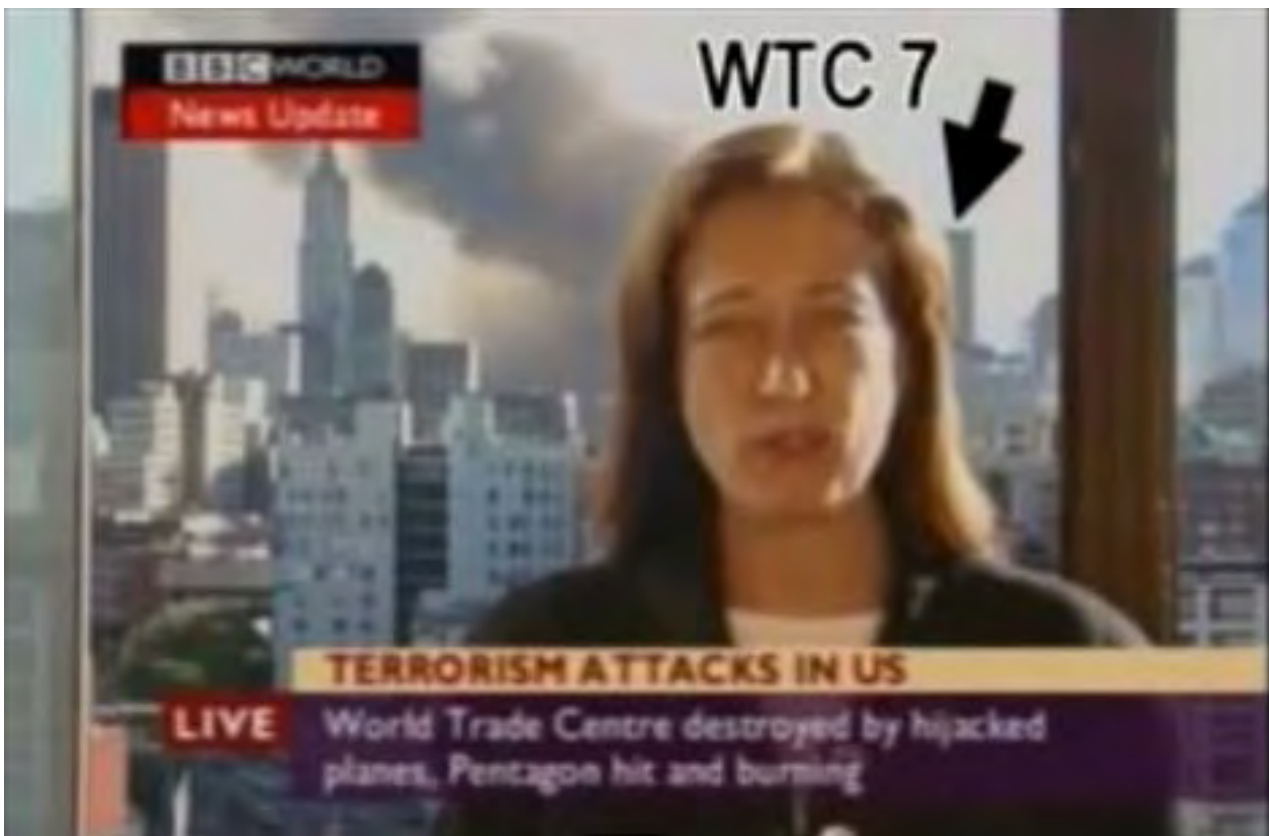 BBC WORLD
News Update
WTC 7
TERRORISM ATTACKS IN US
LIVE
World Trade Centre destroyed by hijacked
planes, Pentagon hit and burning